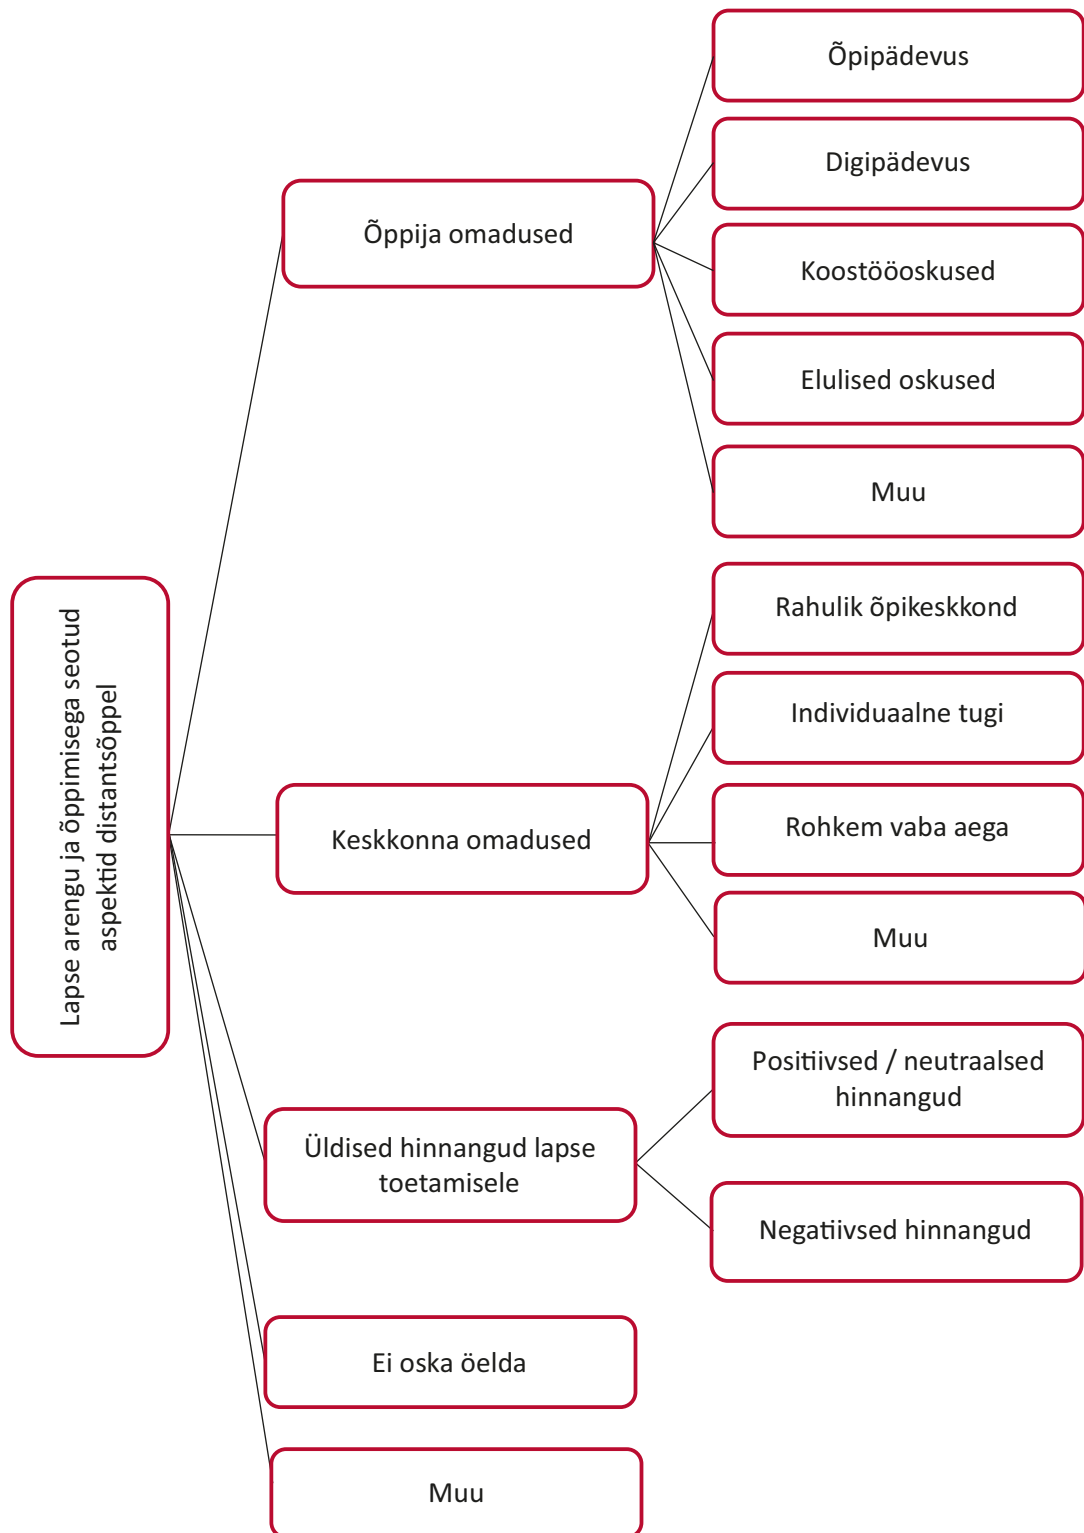 Lapse arengu ja õppimisega seotud
aspektid distantsõppel
Õppija omadused
Õpipädevus
Digipädevus
Koostööoskused
Elulised oskused
Muu
Keskkonna omadused
Rahulik õpikeskkond
Individuaalne tugi
Rohkem vaba aega
Muu
Üldised hinnangud lapse
toetamisele
Positiivsed / neutraalsed
hinnangud
Negatiivsed hinnangud
Ei oska öelda
Muu